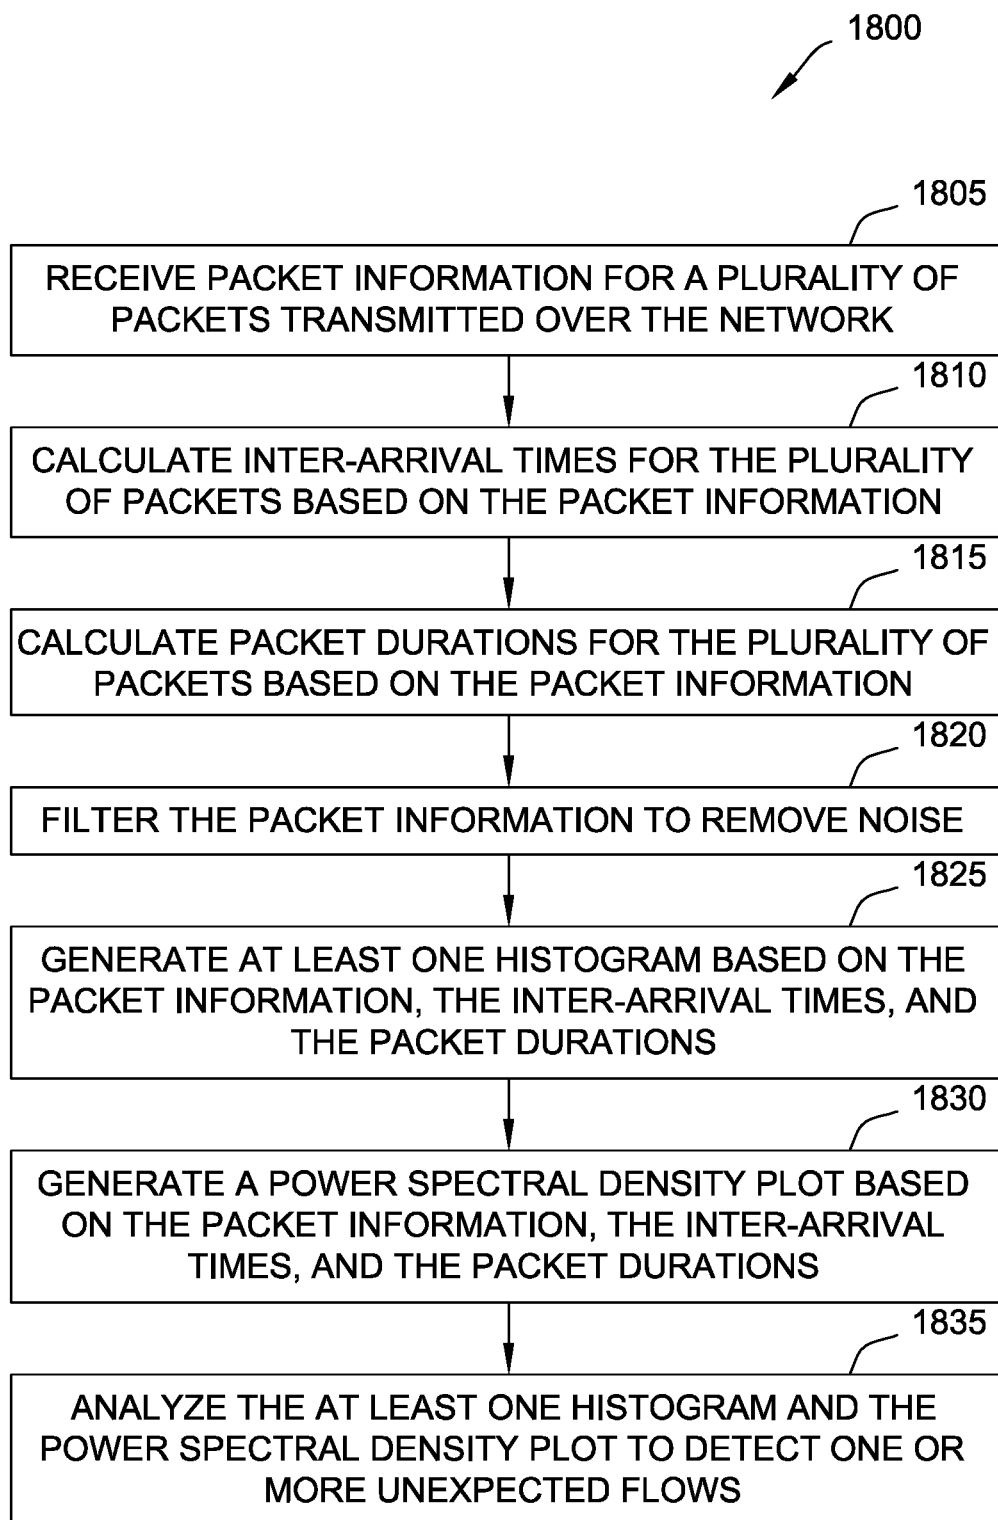 1800
1805
RECEIVE PACKET INFORMATION FOR A PLURALITY OF
PACKETS TRANSMITTED OVER THE NETWORK
1810
CALCULATE INTER-ARRIVAL TIMES FOR THE PLURALITY
OF PACKETS BASED ON THE PACKET INFORMATION
1815
CALCULATE PACKET DURATIONS FOR THE PLURALITY OF
PACKETS BASED ON THE PACKET INFORMATION
1820
FILTER THE PACKET INFORMATION TO REMOVE NOISE
1825
GENERATE AT LEAST ONE HISTOGRAM BASED ON THE
PACKET INFORMATION, THE INTER-ARRIVAL TIMES, AND
THE PACKET DURATIONS
1830
GENERATE A POWER SPECTRAL DENSITY PLOT BASED
ON THE PACKET INFORMATION, THE INTER-ARRIVAL
TIMES, AND THE PACKET DURATIONS
1835
ANALYZE THE AT LEAST ONE HISTOGRAM AND THE
POWER SPECTRAL DENSITY PLOT TO DETECT ONE OR
MORE UNEXPECTED FLOWS